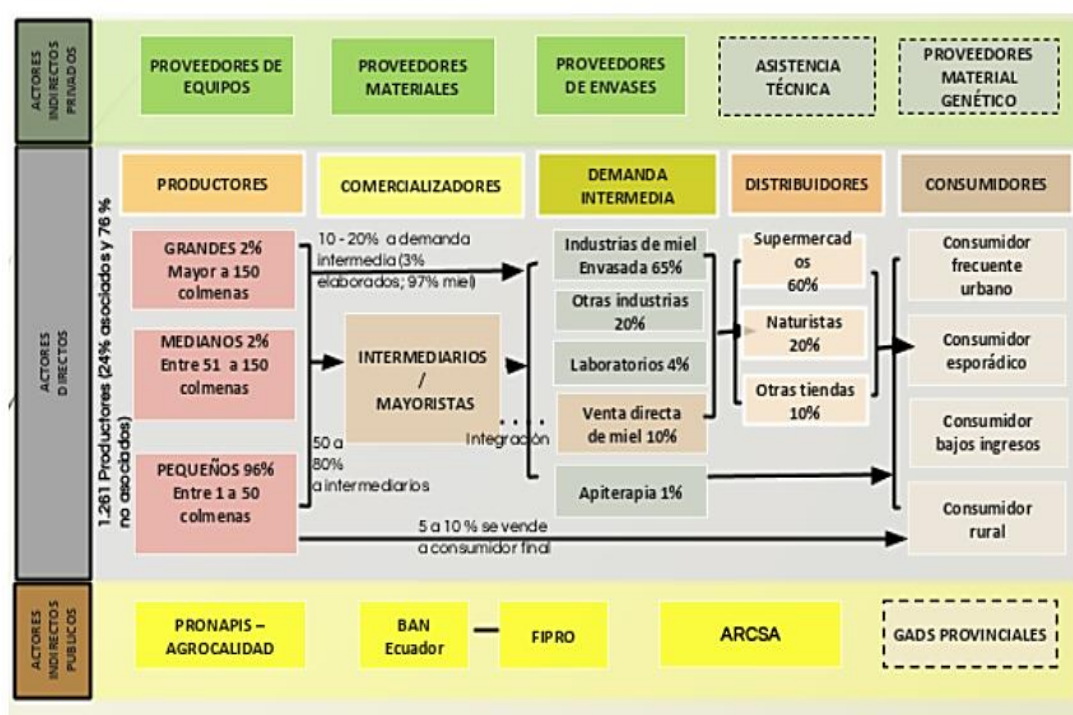 ACTORES
INDIRECTOS
PRIVADOS
PROVEEDORES DE
EQUIPOS
PROVEEDORES
MATERIALES
PROVEEDORES
DE ENVASES
ASISTENCIA
TÉCNICA
PROVEEDORES
MATERIAL
GENÉTICO
ACTORES
DIRECTOS
1.261 Productores (24% asociados y 76 %
no asociados)
PRODUCTORES
COMERCIALIZADORES
DEMANDA
INTERMEDIA
DISTRIBUIDORES
CONSUMIDORES
GRANDES 2%
Mayor a 150
colmenas
MEDIANOS 2%
Entre 51 a 150
colmenas
PEQUEÑOS 96%
Entre 1 a 50
colmenas
10 - 20% a demanda
intermedia (3%
elaborados; 97% miel)
INTERMEDIARIOS
/
MAYORISTAS
Integración
50 a
80%
a intermediarios
5 a 10 % se vende
a consumidor final
Industrias de miel
Envasada 65%
Otras industrias
20%
Laboratorios 4%
Venta directa
de miel 10%
Apiterapia 1%
Supermercad
os
60%
Naturistas
20%
Otras tiendas
10%
Consumidor
frecuente
urbano
Consumidor
esporádico
Consumidor
bajos ingresos
Consumidor
rural
ACTORES
INDIRECTOS
PUBLICOS
PRONAPIS –
AGROCALIDAD
BAN
Ecuador
FIPRO
ARCSA
GADS PROVINCIALES